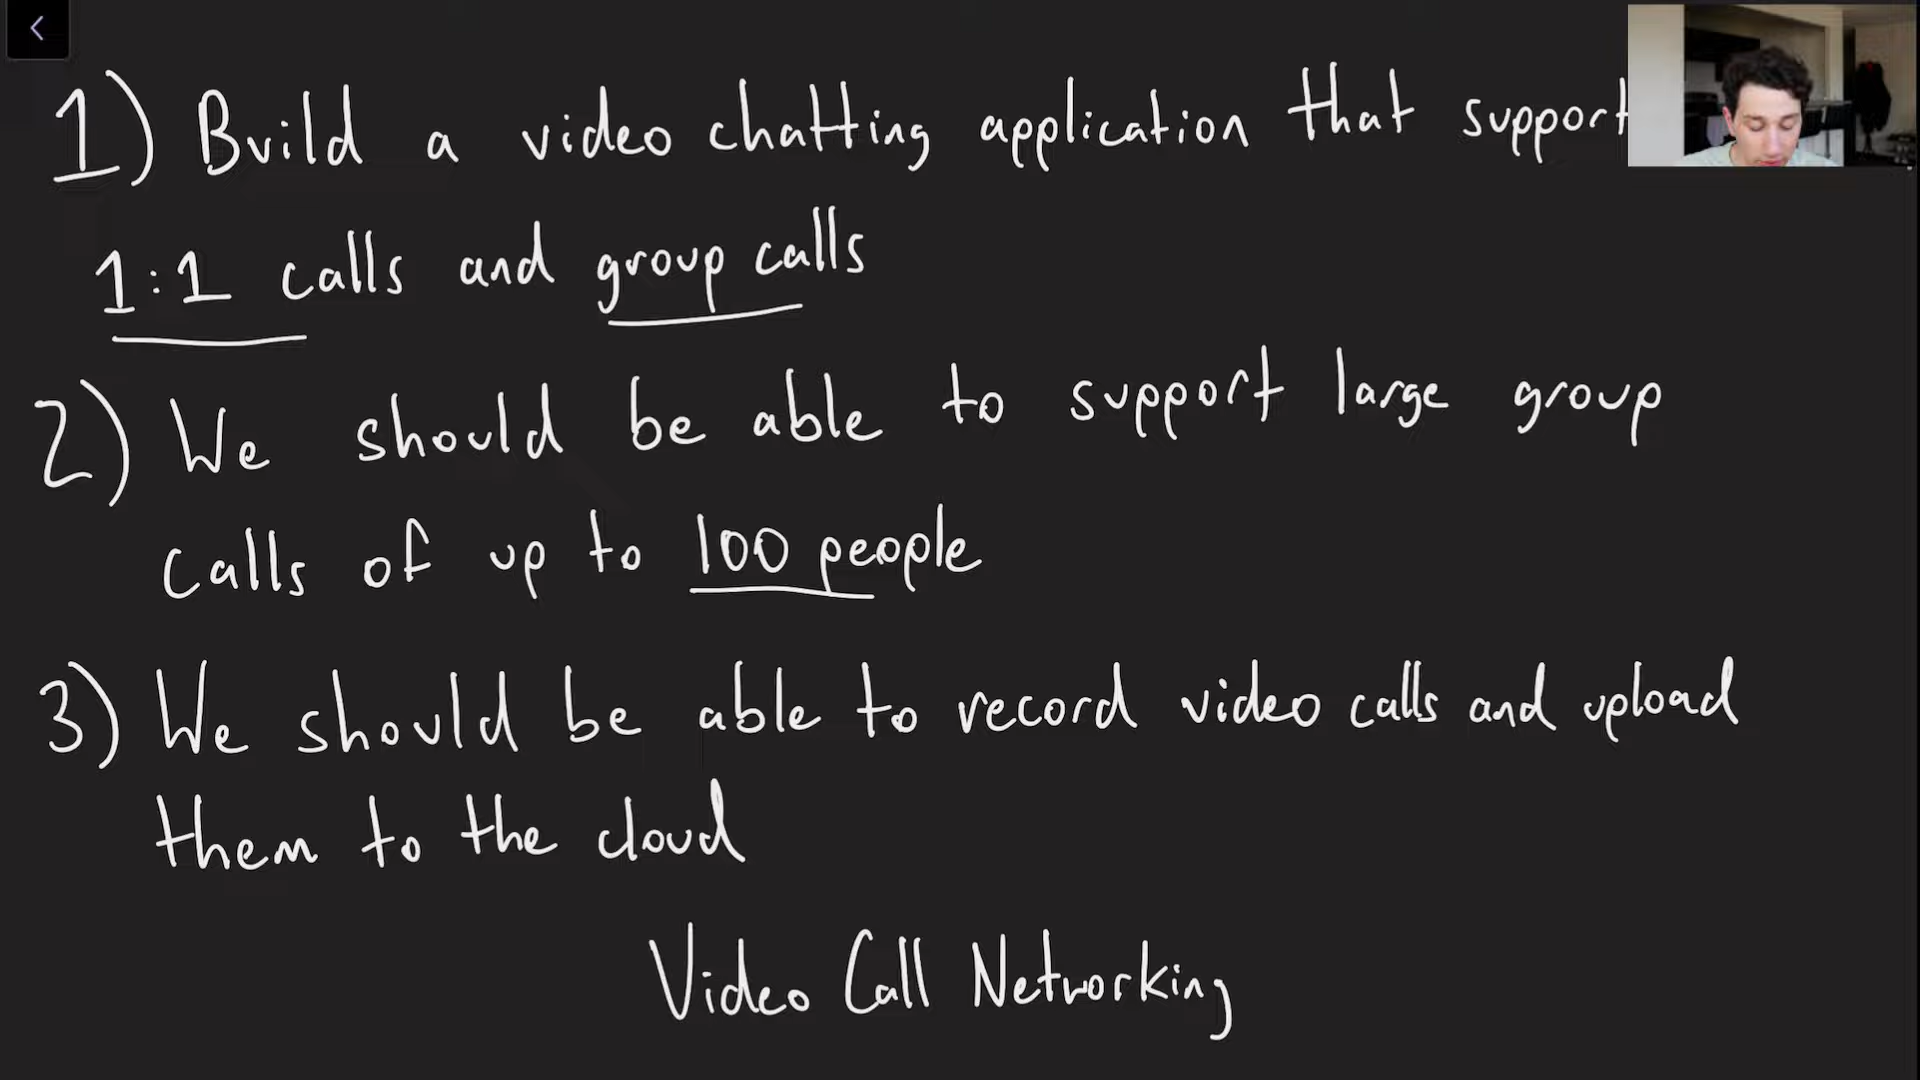 1) Build a video chatting application that support
1:1 calls and group calls
2) We should be able to support large group
calls of up to 100 people
3) We should be able to record video calls and upload
them to the cloud
Video Call Networking